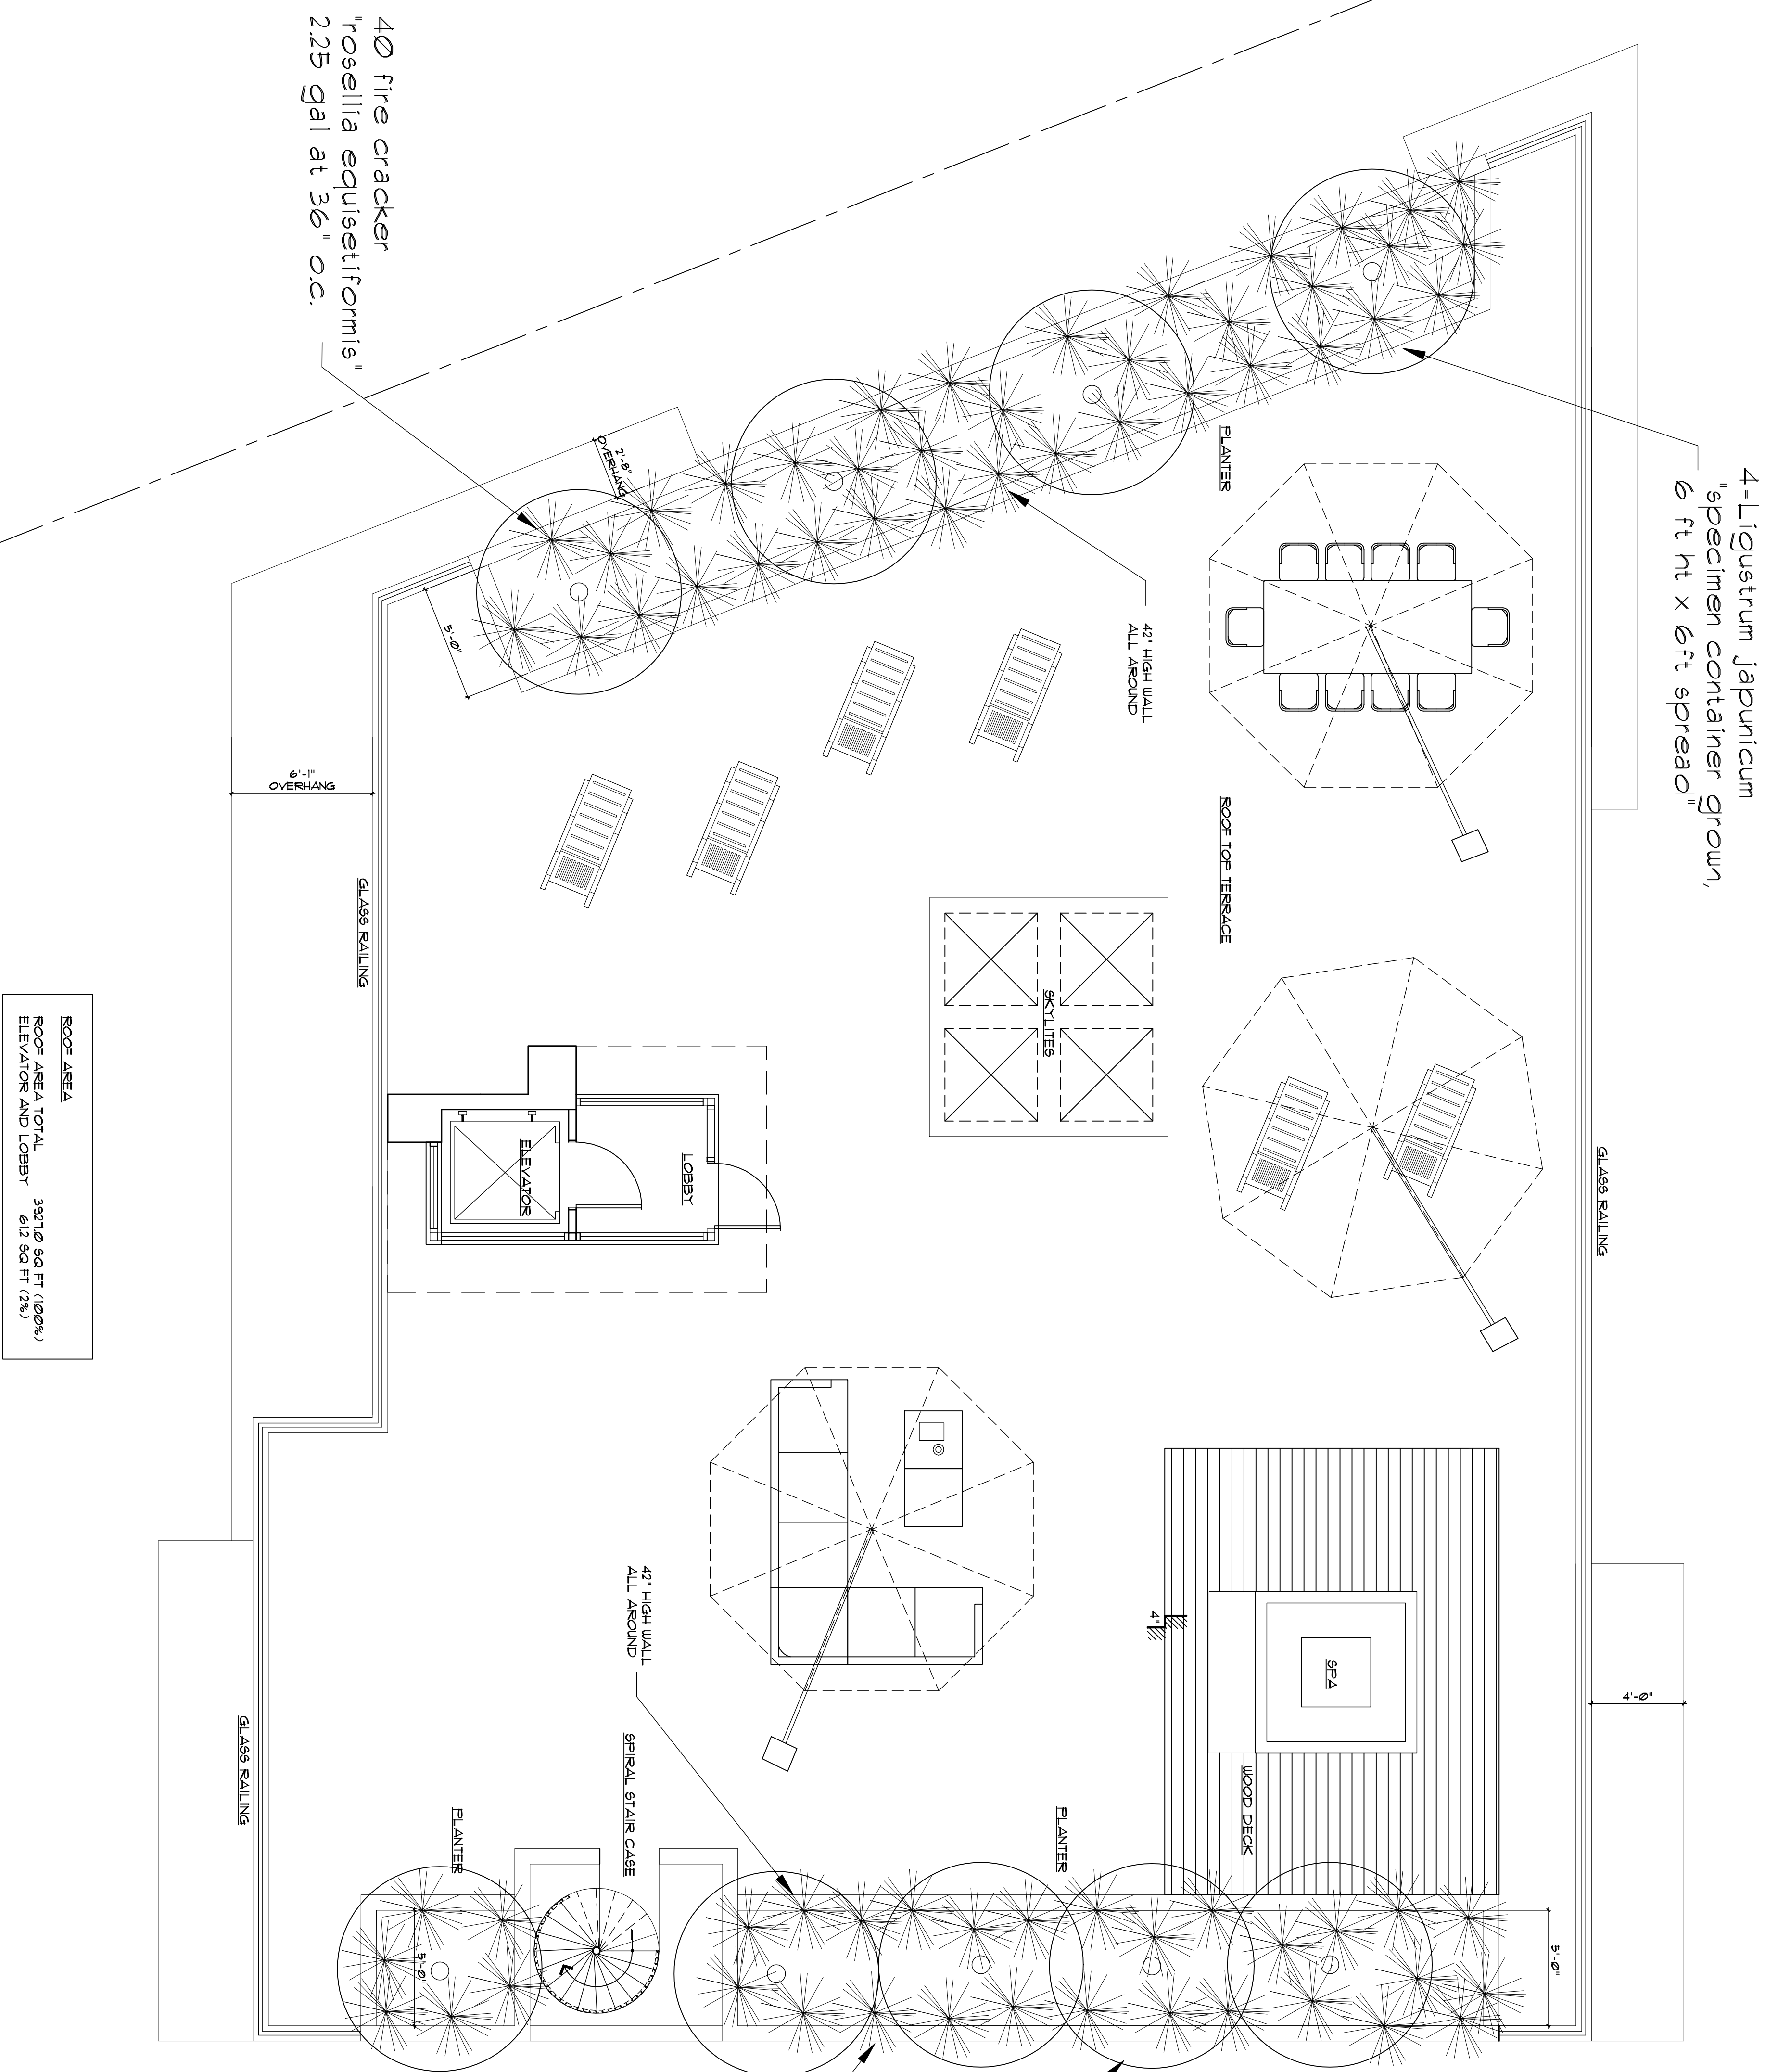 4-Ligustrum japunicum
"specimen container grown,
6 ft ht x 6ft spread"
GLASS RAILING
4'-0"
PLANTER
ROOF TOP TERRACE
42" HIGH WALL
ALL AROUND
SKYLITES
SPA
WOOD DECK
4"
5'-0"
PLANTER
LOBBY
ELEVATOR
42" HIGH WALL
ALL AROUND
SPIRAL STAIR CASE
PLANTER
5'-0"
2'-8"
OVERHANG
5'-0"
40 fire cracker
"rosellia equisetiformis"
2.25 gal at 36" o.c.
6'-1"
OVERHANG
GLASS RAILING
GLASS RAILING
ROOF AREA
ROOF AREA TOTAL 3927.0 SQ FT (100%)
ELEVATOR AND LOBBY 61.2 SQ FT (2%)